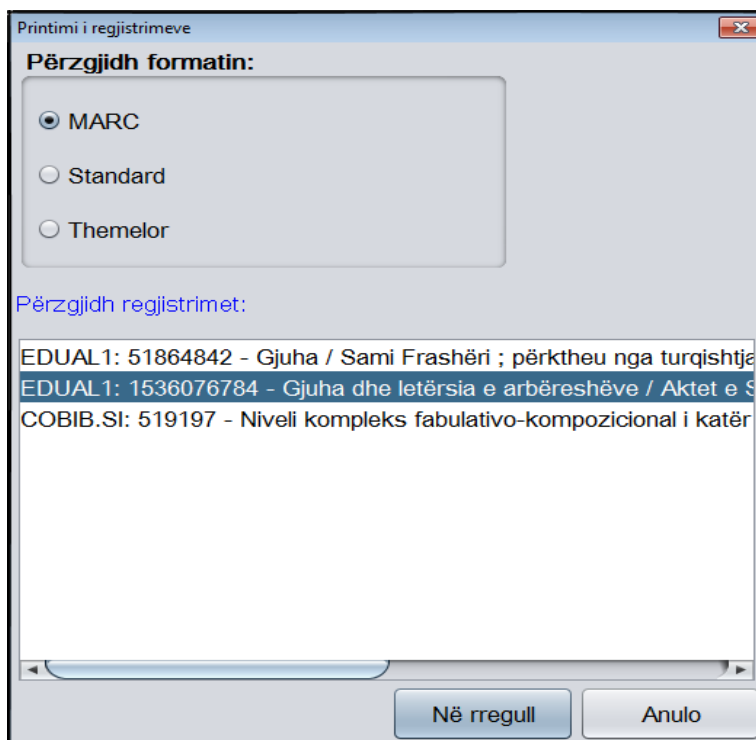 Printimi i regjistrimeve
Përzgjidh formatin:
MARC
Standard
Themelor
Përzgjidh regjistrimet:
EDUAL1: 51864842 - Gjuha / Sami Frashëri ; përktheu nga turqishtja
EDUAL1: 1536076784 - Gjuha dhe letërsia e arbëreshëve / Aktet e S
COBIB.SI: 519197 - Niveli kompleks fabulativo-kompozicional i katër
Në rregull
Anulo